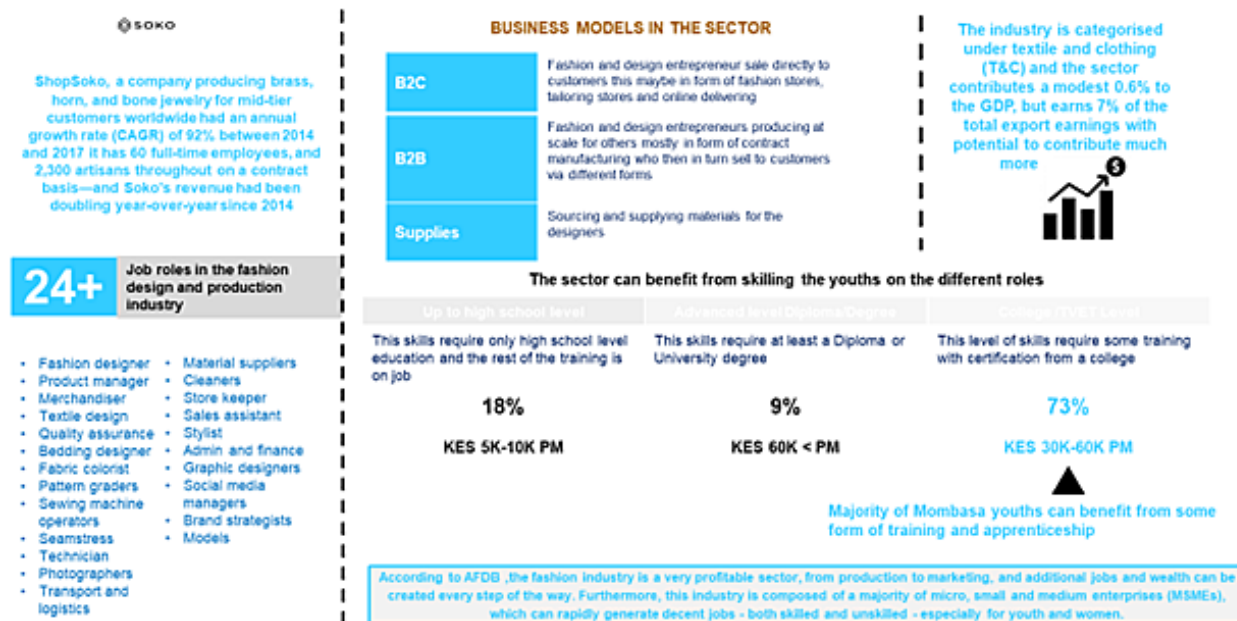 SOKO
ShopSoko, a company producing brass,
horn, and bone jewelry for mid-tier
customers worldwide had an annual
growth rate (CAGR) of 92% between 2014
and 2017 it has 60 full-time employees, and
2,300 artisans throughout on a contract
basis—and Soko's revenue had been
doubling year-over-year since 2014
24+
Job roles in the fashion
design and production
industry
• Fashion designer
• Product manager
• Merchandiser
• Textile design
• Quality assurance
• Bedding designer
• Fabric colorist
• Pattern graders
• Sewing machine
operators
• Seamstress
• Technician
• Photographers
• Transport and
logistics
• Material suppliers
• Cleaners
• Store keeper
• Sales assistant
• Stylist
• Admin and finance
• Graphic designers
• Social media
managers
• Brand strategists
• Models
BUSINESS MODELS IN THE SECTOR
B2C
Fashion and design entrepreneur sale directly to
customers this maybe in form of fashion stores,
tailoring stores and online delivering
B2B
Fashion and design entrepreneurs producing at
scale for others mostly in form of contract
manufacturing who then in turn sell to customers
via different forms
Supplies
Sourcing and supplying materials for the
designers
The industry is categorised
under textile and clothing
(T&C) and the sector
contributes a modest 0.6% to
the GDP, but earns 7% of the
total export earnings with
potential to contribute much
more
$
The sector can benefit from skilling the youths on the different roles
Up to high school level
This skills require only high school level
education and the rest of the training is
on job
18%
KES 5K-10K PM
Advanced level Diploma/Degree
This skills require at least a Diploma or
University degree
9%
KES 60K < PM
College /TVET Level
This level of skills require some training
with certification from a college
73%
KES 30K-60K PM
Majority of Mombasa youths can benefit from some
form of training and apprenticeship
According to AFDB ,the fashion industry is a very profitable sector, from production to marketing, and additional jobs and wealth can be
created every step of the way. Furthermore, this industry is composed of a majority of micro, small and medium enterprises (MSMEs),
which can rapidly generate decent jobs - both skilled and unskilled - especially for youth and women.